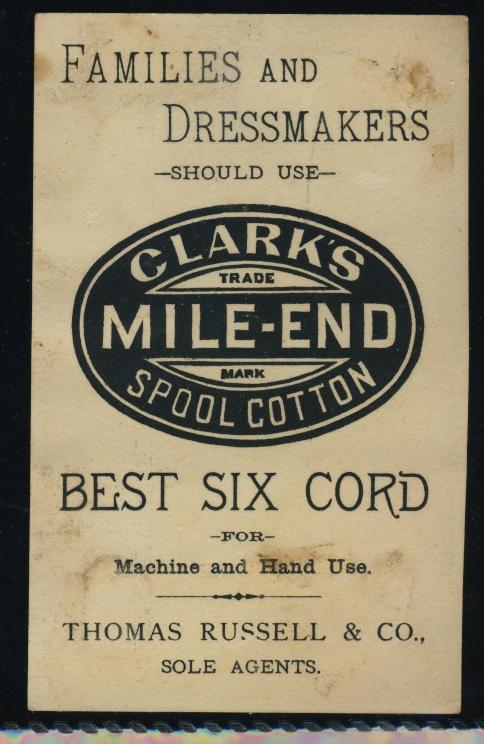 FAMILIES AND
DRESSMAKERS
—SHOULD USE—
CLARK'S
TRADE
MILE-END
MARK
SPOOL COTTON
BEST SIX CORD
–FOR–
Machine and Hand Use.
THOMAS RUSSELL & CO.,
SOLE AGENTS.